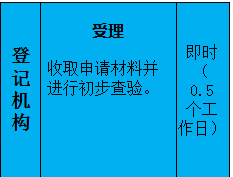 登
记
机
构
受理
收取申请材料并
进行初步查验。
即时
（
0.5
个工
作日）